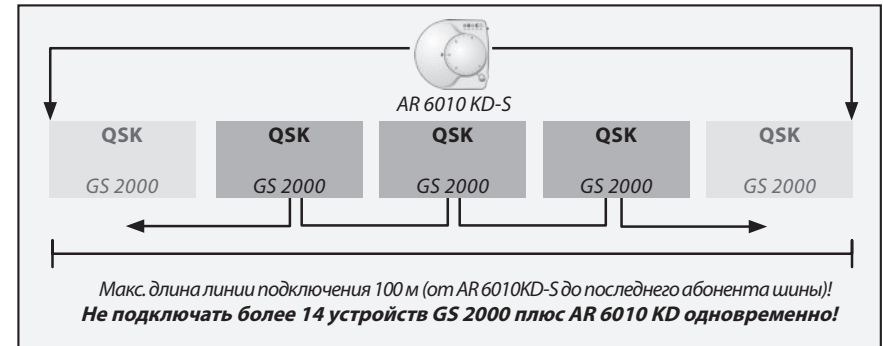 AR 6010 KD-S
QSK QSK QSK QSK QSK
GS 2000 GS 2000 GS 2000 GS 2000 GS 2000
Макс. длина линии подключения 100 м (от AR 6010KD-S до последнего абонента шины)!
Не подключать более 14 устройств GS 2000 плюс AR 6010 KD одновременно!